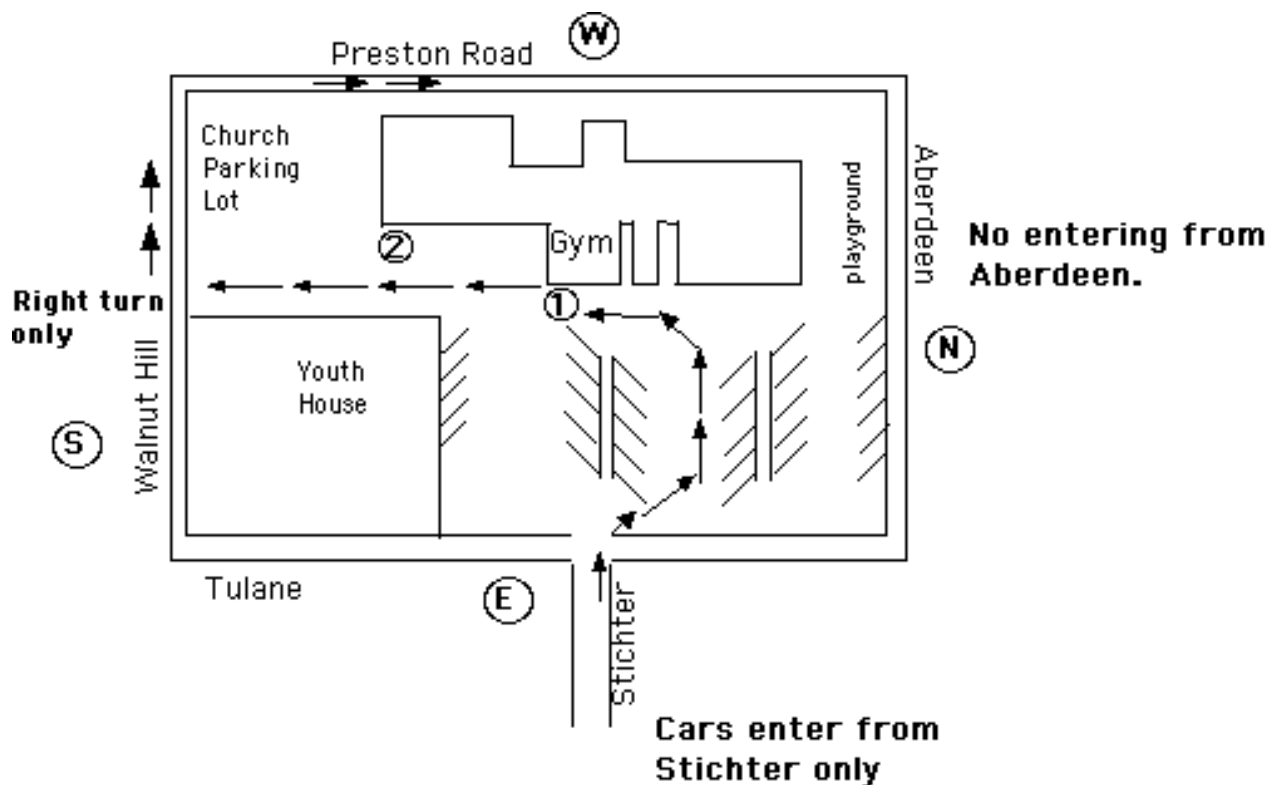 W
Preston Road
Church
Parking
Lot
playground
Aberdeen
Gym
②
①
No entering from
Aberdeen.
N
Right turn
only
Walnut Hill
S
Youth
House
Tulane
E
Stichter
Cars enter from
Stichter only